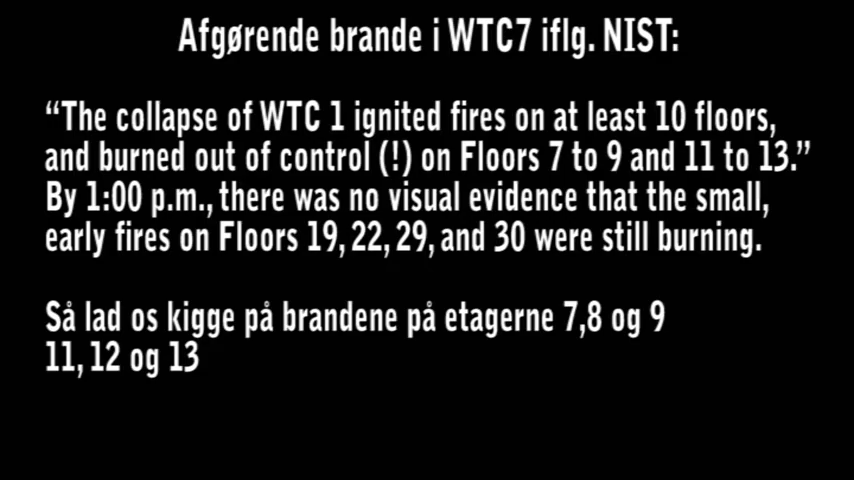 Afgørende brande i WTC7 iflg. NIST:
“The collapse of WTC 1 ignited fires on at least 10 floors,
and burned out of control (!) on Floors 7 to 9 and 11 to 13.”
By 1:00 p.m., there was no visual evidence that the small,
early fires on Floors 19, 22, 29, and 30 were still burning.
Så lad os kigge på brandene på etagerne 7,8 og 9
11, 12 og 13